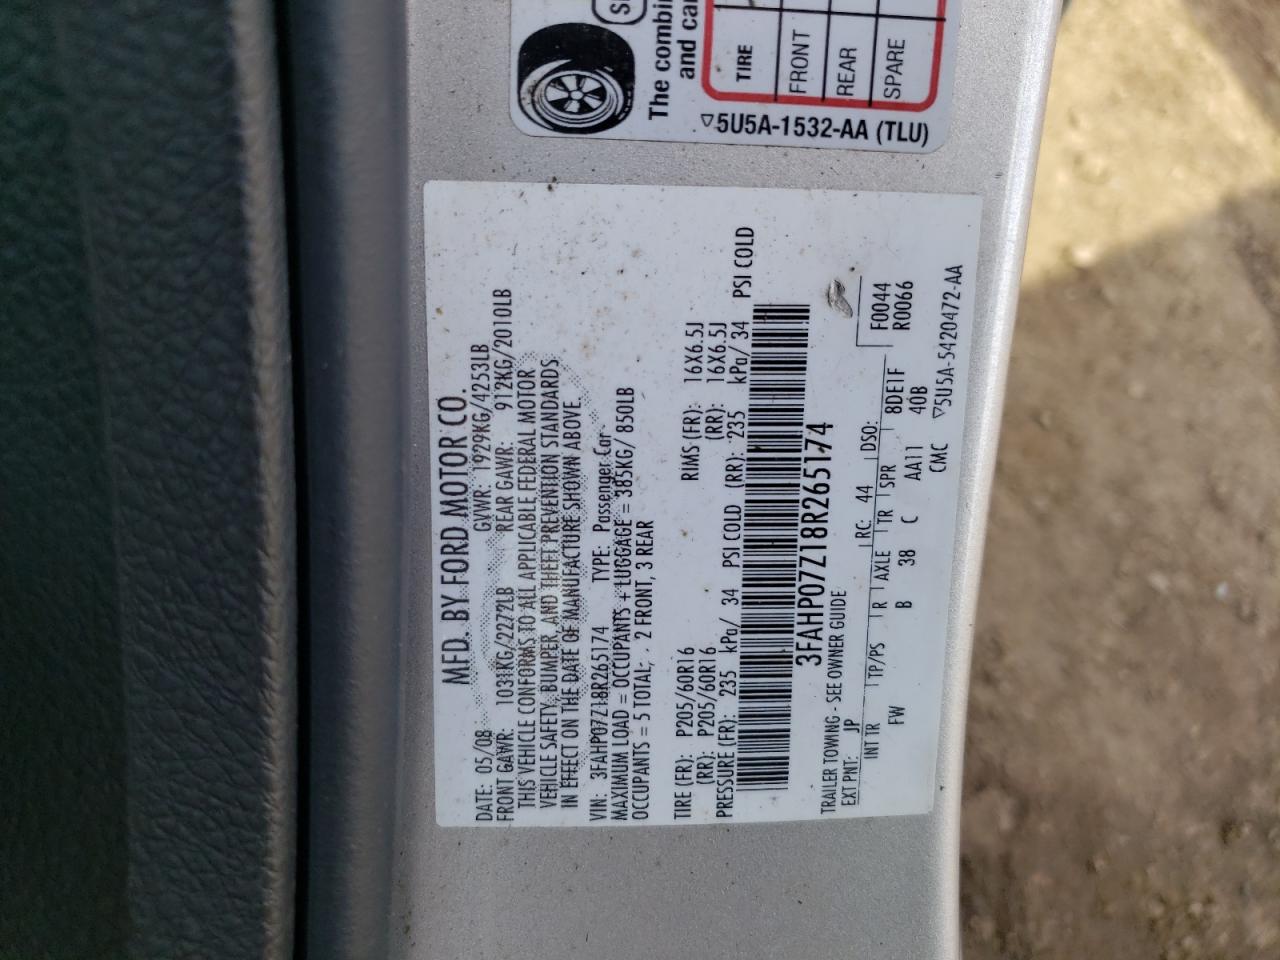 MFD. BY FORD MOTOR CO.
DATE: 05/08 GVWR: 1929KG/4253LB
FRONT GAWR: 1031KG/2272LB REAR GAWR: 912KG/2010LB
THIS VEHICLE CONFORMS TO ALL APPLICABLE FEDERAL MOTOR
VEHICLE SAFETY, BUMPER, AND THEFT PREVENTION STANDARDS
IN EFFECT ON THE DATE OF MANUFACTURE SHOWN ABOVE.
VIN: 3FAHP07Z18R265174 TYPE: Passenger Car
MAXIMUM LOAD = OCCUPANTS + LUGGAGE = 385KG/ 850LB
OCCUPANTS = 5 TOTAL; 2 FRONT, 3 REAR
TIRE (FR): P205/60R16 RIMS (FR): 16X6.5J
(RR): P205/60R16 (RR): 16X6.5J
PRESSURE (FR): 235 kPa/ 34 PSI COLD (RR): 235 kPa/ 34 PSI COLD
3FAHP07Z18R265174
TRAILER TOWING - SEE OWNER GUIDE
EXT PNT: JP RC: 44 DSO: F0044
INT TR TP/PS R AXLE TR SPR 8DE1F R0066
FW B 38 C AA11 40B
CMC ▽5U5A-5420472-AA
The combin
and car
TIRE
FRONT
REAR
SPARE
▽5U5A-1532-AA (TLU)